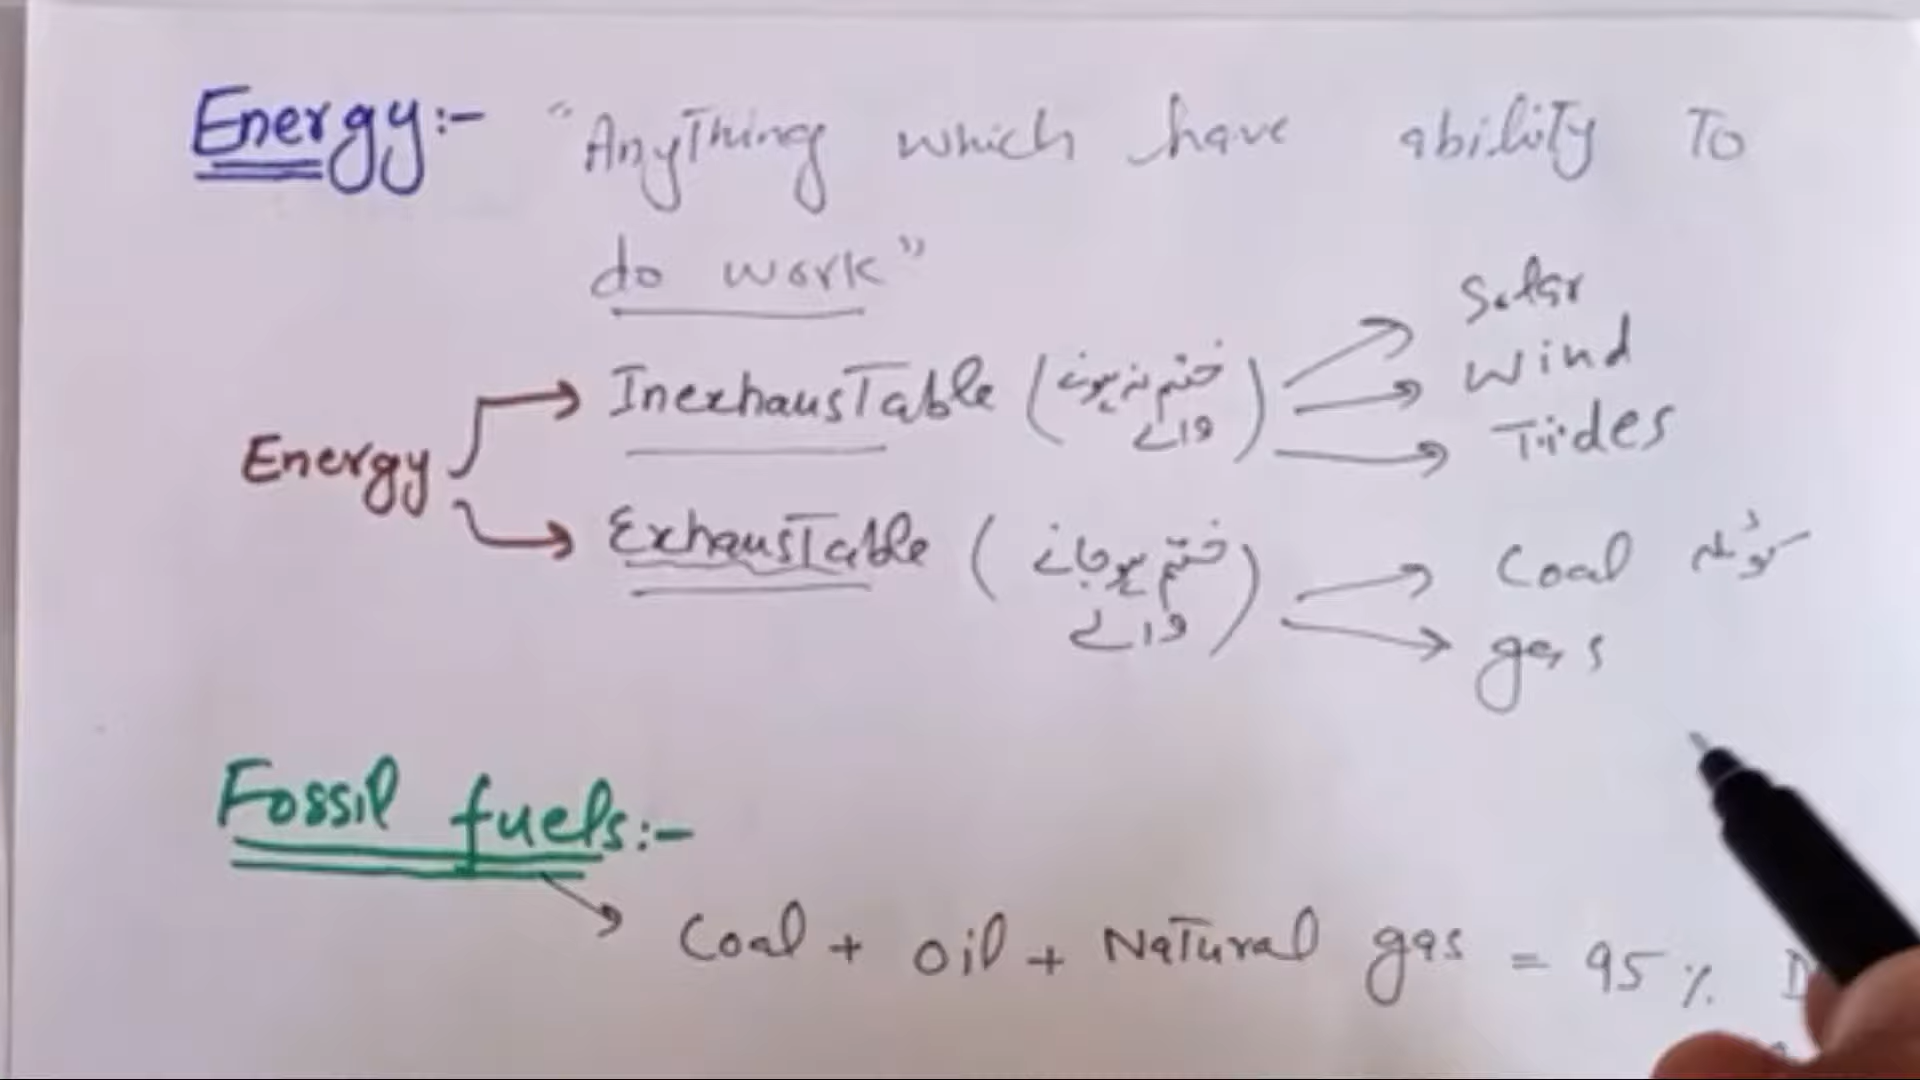 Energy:- "Anything which have ability To
do work"
Energy
InexhausTable (ختم نہ ہونے والے)
Solar
Wind
Tides
ExhausTable (ختم ہو جانے والے)
Coal کوئلہ
gas
Fossil fuels:-
Coal + oil + Natural gas = 95 %